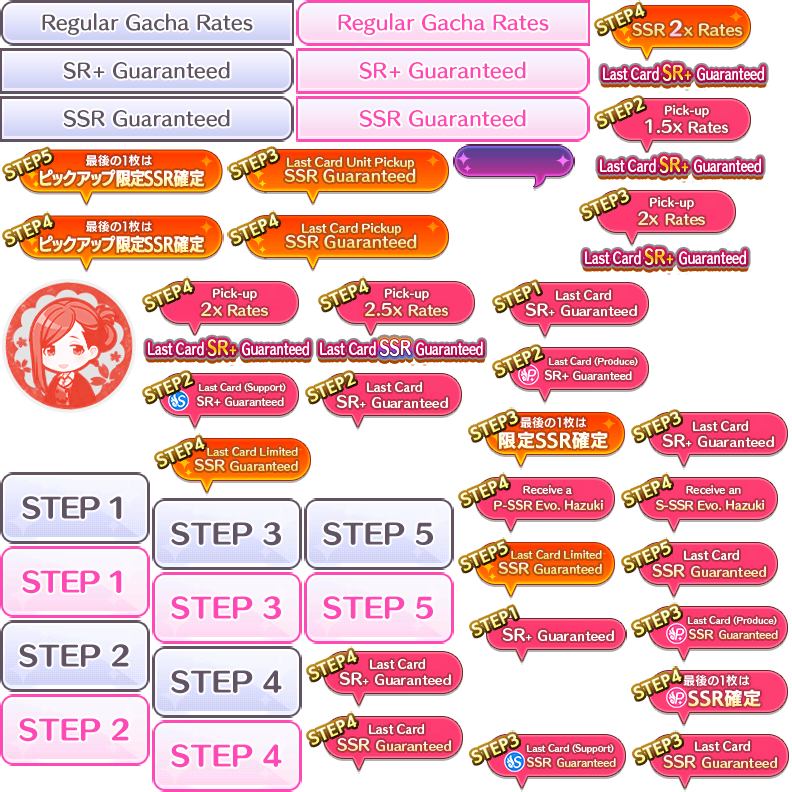 Regular Gacha Rates
Regular Gacha Rates
STEP4
SSR 2x Rates
Last Card SR+ Guaranteed
SR+ Guaranteed
SR+ Guaranteed
STEP2
Pick-up
1.5x Rates
Last Card SR+ Guaranteed
SSR Guaranteed
SSR Guaranteed
STEP5
最後の1枚は
ピックアップ限定SSR確定
STEP3
Last Card Unit Pickup
SSR Guaranteed
STEP3
Pick-up
2x Rates
Last Card SR+ Guaranteed
STEP4
最後の1枚は
ピックアップ限定SSR確定
STEP4
Last Card Pickup
SSR Guaranteed
STEP4
Pick-up
2x Rates
Last Card SR+ Guaranteed
STEP4
Pick-up
2.5x Rates
Last Card SSR Guaranteed
STEP1
Last Card
SR+ Guaranteed
STEP2
Last Card (Produce)
P SR+ Guaranteed
STEP2
Last Card (Support)
S SR+ Guaranteed
STEP2
Last Card
SR+ Guaranteed
STEP3
最後の1枚は
限定SSR確定
STEP3
Last Card
SR+ Guaranteed
STEP4
Last Card Limited
SSR Guaranteed
STEP4
Receive a
P-SSR Evo. Hazuki
STEP4
Receive an
S-SSR Evo. Hazuki
STEP 1
STEP 3
STEP 5
STEP5
Last Card Limited
SSR Guaranteed
STEP5
Last Card
SSR Guaranteed
STEP 1
STEP 3
STEP 5
STEP1
SR+ Guaranteed
STEP3
Last Card (Produce)
P SSR Guaranteed
STEP 2
STEP 4
STEP4
Last Card
SR+ Guaranteed
STEP4
最後の1枚は
P SSR確定
STEP 2
STEP 4
STEP4
Last Card
SSR Guaranteed
STEP3
Last Card (Support)
S SSR Guaranteed
STEP3
Last Card
SSR Guaranteed